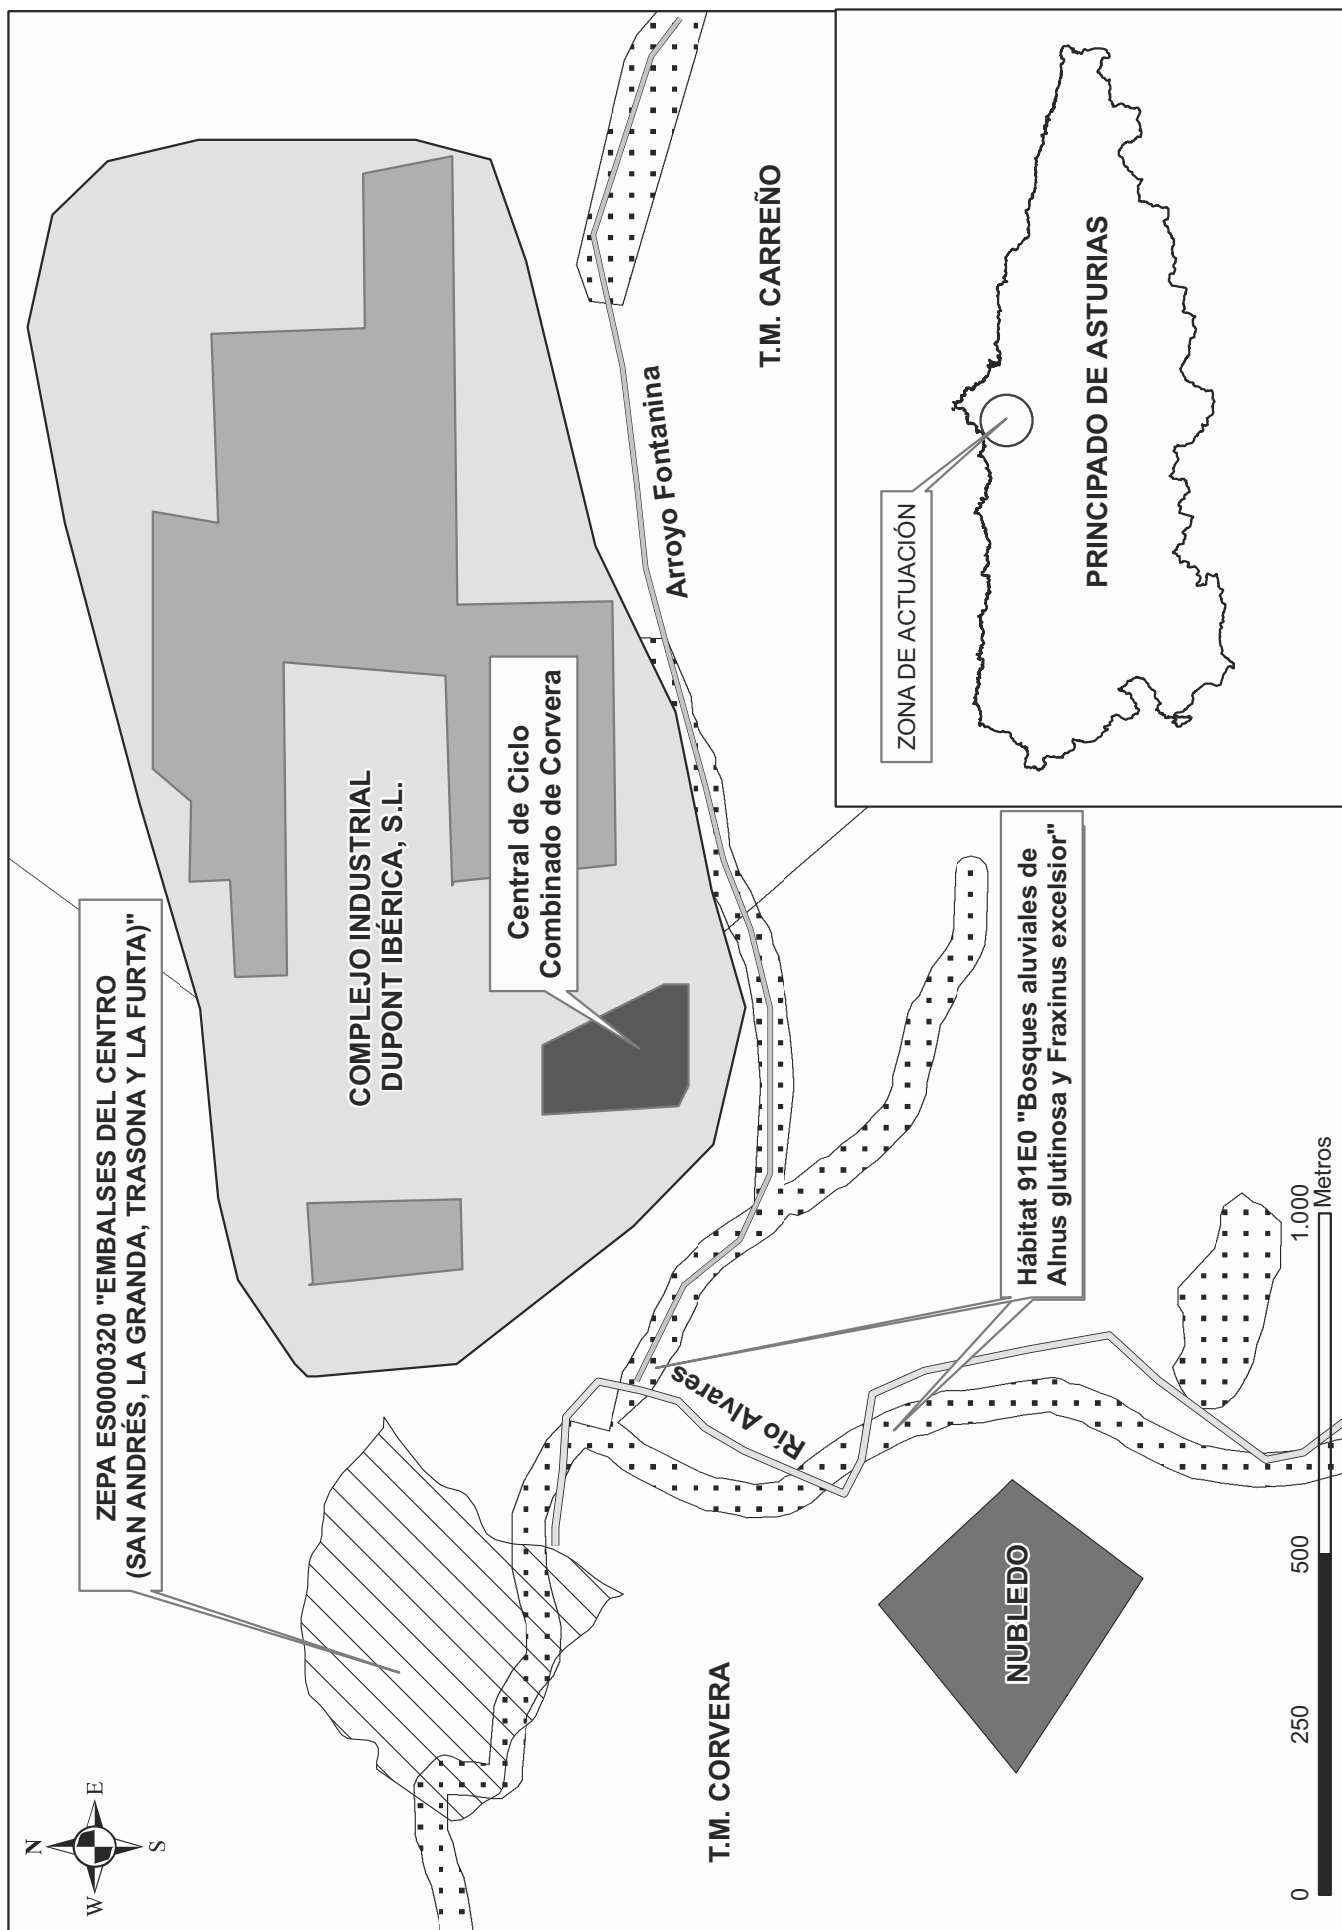 N
W
E
S
ZEPA ES0000320 "EMBALSES DEL CENTRO
(SAN ANDRÉS, LA GRANDA, TRASONA Y LA FURTA)"
COMPLEJO INDUSTRIAL
DUPONT IBÉRICA, S.L.
Central de Ciclo
Combinado de Corvera
Arroyo Fontanina
T.M. CARREÑO
Río Alvares
T.M. CORVERA
NUBLEDO
Hábitat 91E0 "Bosques aluviales de
Alnus glutinosa y Fraxinus excelsior"
ZONA DE ACTUACIÓN
PRINCIPADO DE ASTURIAS
0
250
500
1.000
Metros